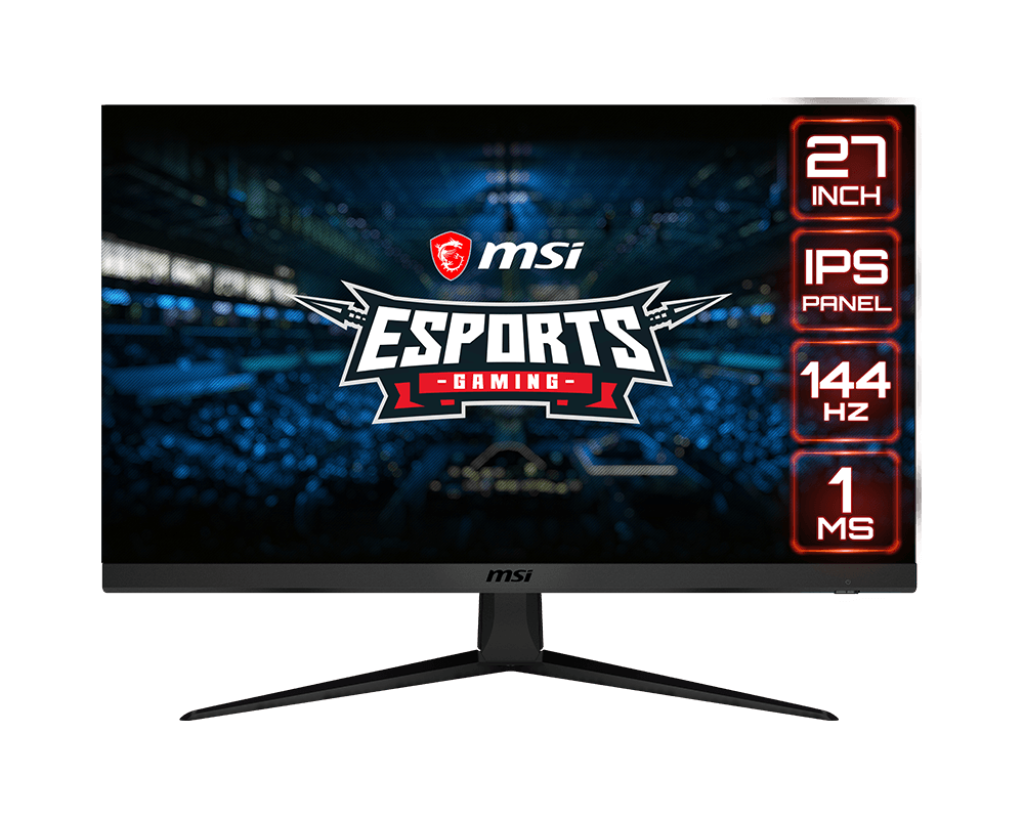 msi
ESPORTS
-GAMING-
27
INCH
IPS
PANEL
144
HZ
1
MS
msi